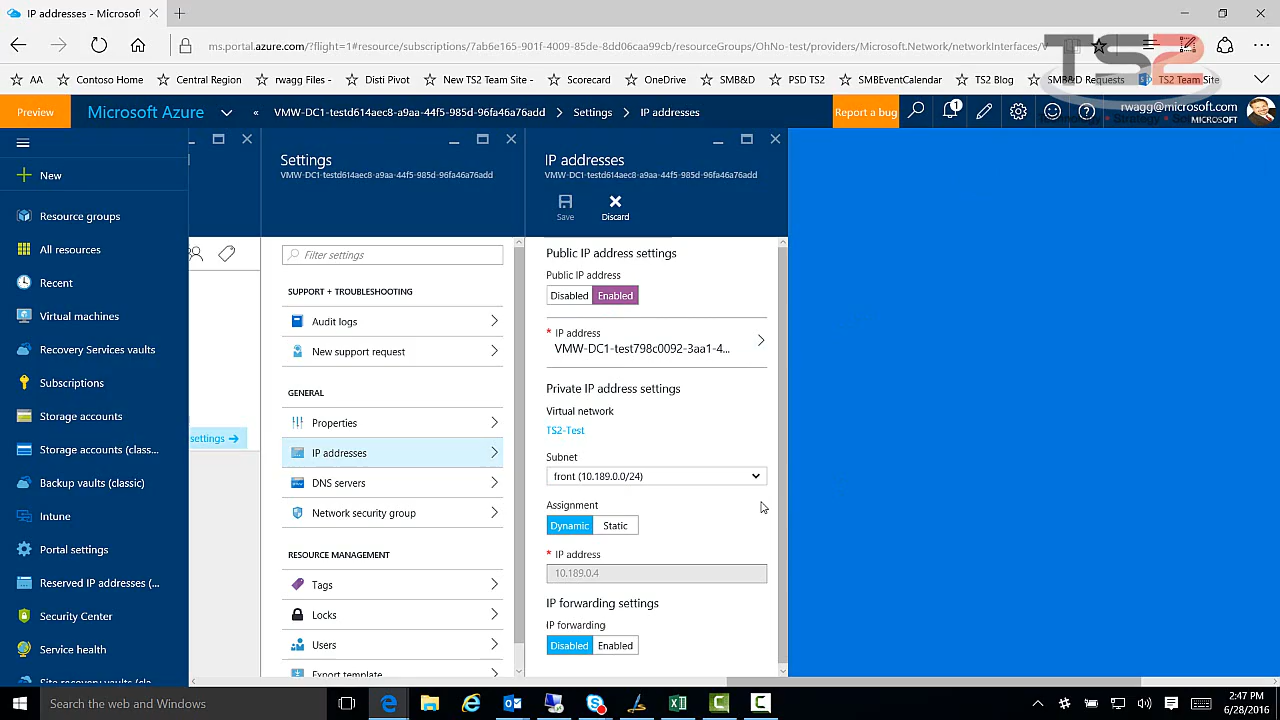 IP addresses - Microsoft
ms.portal.azure.com/?flight=1#resource/subscriptions/7ab6e165-901f-4009-85de-8dd06caa99cb/resourceGroups/OhNo-test/providers/Microsoft.Network/networkInterfaces/V
AA
Contoso Home
Central Region
rwagg Files -
Disti Pivot
New TS2 Team Site -
Scorecard
OneDrive
SMB&D
PSD TS2
SMBEventCalendar
TS2 Blog
SMB&D Requests
TS2 Team Site
TS2
Preview
Microsoft Azure
«
VMW-DC1-testd614aec8-a9aa-44f5-985d-96fa46a76add
Settings
IP addresses
Report a bug
1
rwagg@microsoft.com
MICROSOFT
New
Resource groups
All resources
Recent
Virtual machines
Recovery Services vaults
Subscriptions
Storage accounts
Storage accounts (class...
Backup vaults (classic)
Intune
Portal settings
Reserved IP addresses (...
Security Center
Service health
Site recovery vaults (cla...
settings →
Settings
VMW-DC1-testd614aec8-a9aa-44f5-985d-96fa46a76add
Filter settings
SUPPORT + TROUBLESHOOTING
Audit logs
New support request
GENERAL
Properties
IP addresses
DNS servers
Network security group
RESOURCE MANAGEMENT
Tags
Locks
Users
Export template
IP addresses
VMW-DC1-testd614aec8-a9aa-44f5-985d-96fa46a76add
Save
Discard
Public IP address settings
Public IP address
Disabled Enabled
* IP address
VMW-DC1-test798c0092-3aa1-4...
Private IP address settings
Virtual network
TS2-Test
Subnet
front (10.189.0.0/24)
Assignment
Dynamic Static
* IP address
10.189.0.4
IP forwarding settings
IP forwarding
Disabled Enabled
Search the web and Windows
2:47 PM
6/28/2016